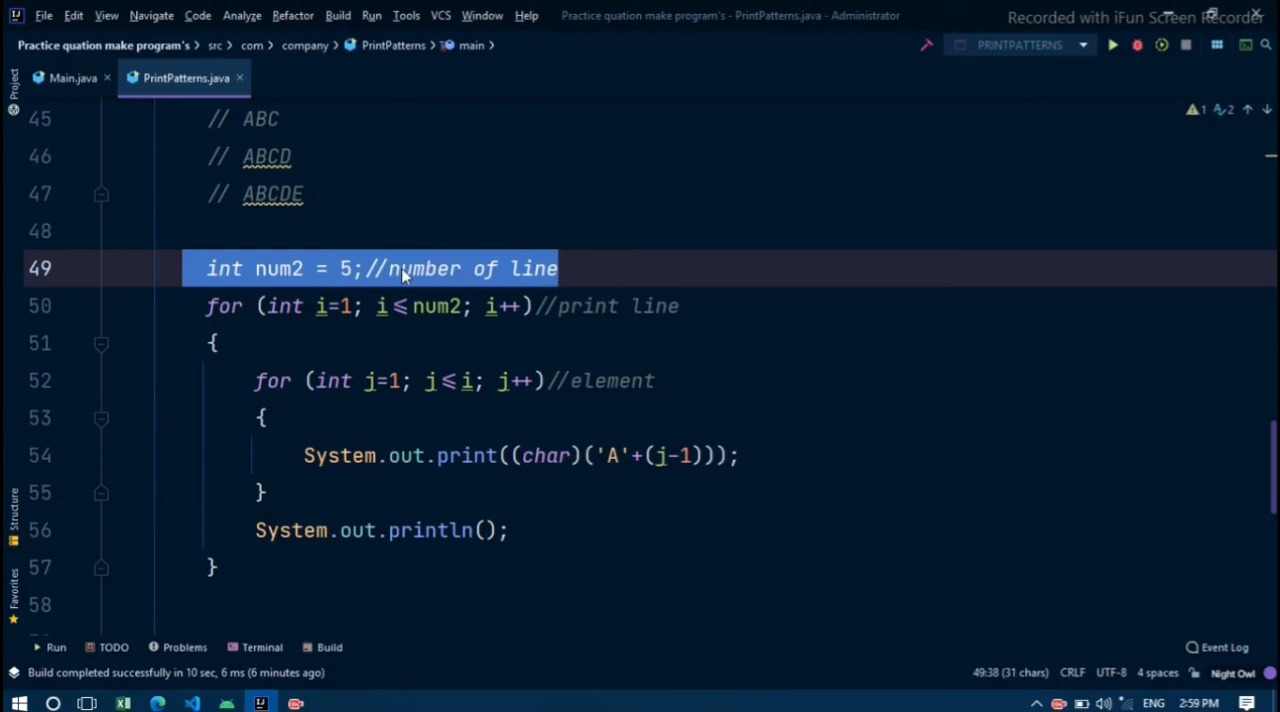 File Edit View Navigate Code Analyze Refactor Build Run Tools VCS Window Help Practice quation make program's - PrintPatterns.java - Administrator
Recorded with iFun Screen Recorder
Practice quation make program's > src > com > company > PrintPatterns > main >
PRINTPATTERNS
Project
Main.java ×
PrintPatterns.java ×
1 2
45 // ABC
46 // ABCD
47 // ABCDE
48
49 int num2 = 5;//number of line
50 for (int i=1; i<=num2; i++)//print line
51 {
52 for (int j=1; j<=i; j++)//element
53 {
54 System.out.print((char)('A'+(j-1)));
55 }
56 System.out.println();
57 }
58
Structure
Favorites
Run TODO Problems Terminal Build Event Log
Build completed successfully in 10 sec, 6 ms (6 minutes ago) 49:38 (31 chars) CRLF UTF-8 4 spaces Night Owl
ENG 2:59 PM